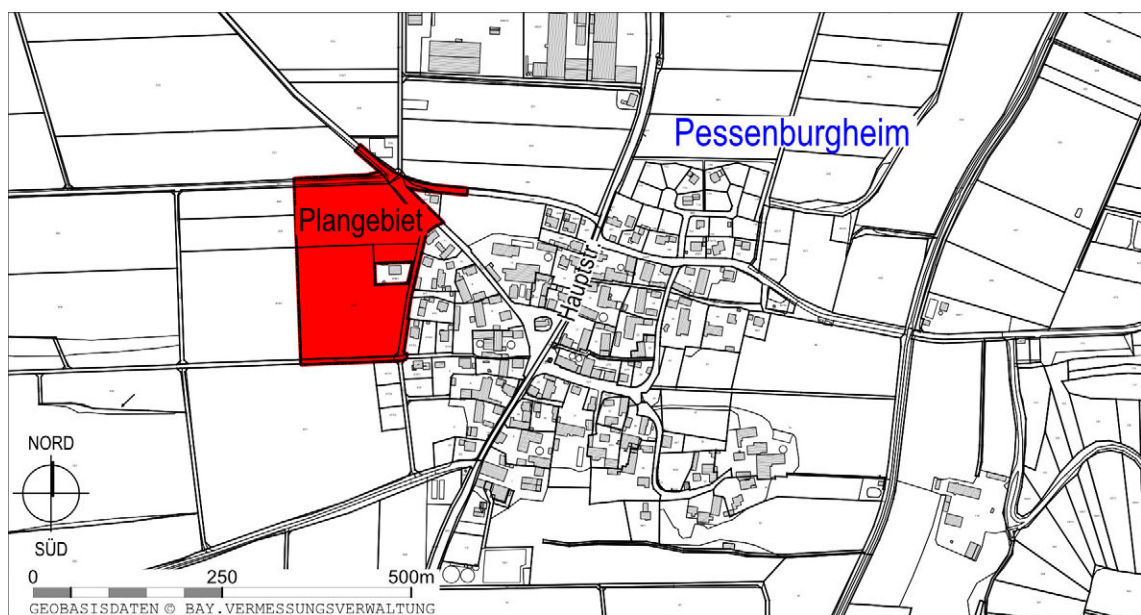 Pessenburgheim
Plangebiet
Hauptstr.
NORD
SÜD
0 250 500m
GEOBASISDATEN © BAY.VERMESSUNGSVERWALTUNG